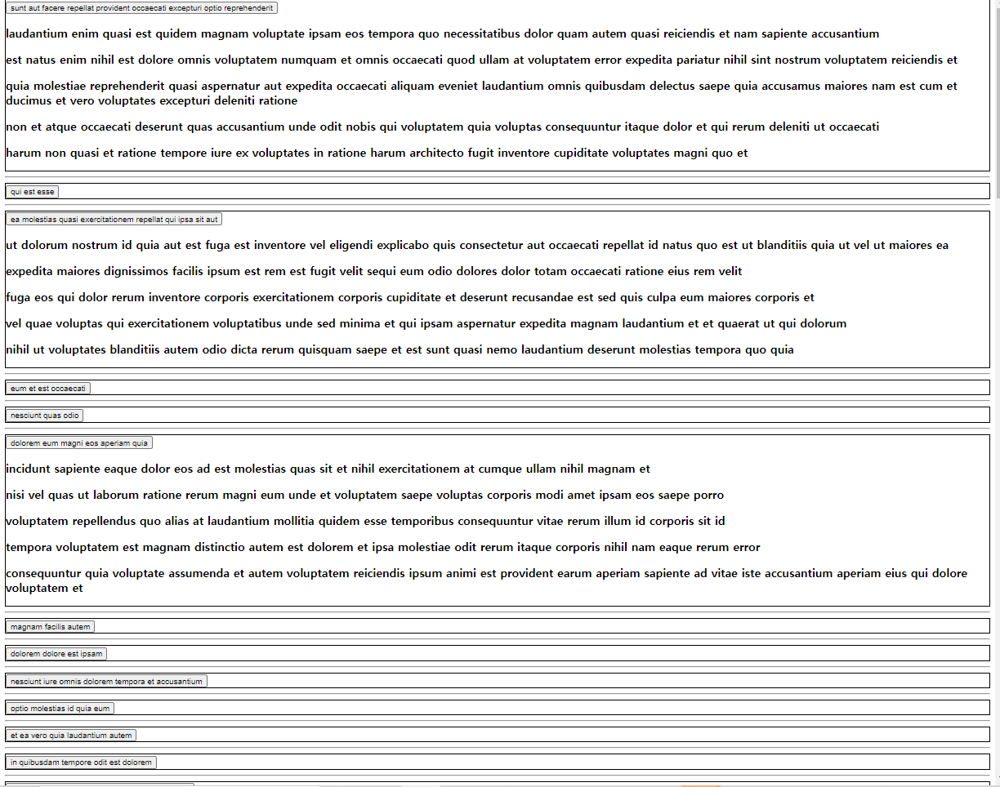 sunt aut facere repellat provident occaecati excepturi optio reprehenderit
laudantium enim quasi est quidem magnam voluptate ipsam eos tempora quo necessitatibus dolor quam autem quasi reiciendis et nam sapiente accusantium
est natus enim nihil est dolore omnis voluptatem numquam et omnis occaecati quod ullam at voluptatem error expedita pariatur nihil sint nostrum voluptatem reiciendis et
quia molestiae reprehenderit quasi aspernatur aut expedita occaecati aliquam eveniet laudantium omnis quibusdam delectus saepe quia accusamus maiores nam est cum et
ducimus et vero voluptates excepturi deleniti ratione
non et atque occaecati deserunt quas accusantium unde odit nobis qui voluptatem quia voluptas consequuntur itaque dolor et qui rerum deleniti ut occaecati
harum non quasi et ratione tempore iure ex voluptates in ratione harum architecto fugit inventore cupiditate voluptates magni quo et
qui est esse
ea molestias quasi exercitationem repellat qui ipsa sit aut
ut dolorum nostrum id quia aut est fuga est inventore vel eligendi explicabo quis consectetur aut occaecati repellat id natus quo est ut blanditiis quia ut vel ut maiores ea
expedita maiores dignissimos facilis ipsum est rem est fugit velit sequi eum odio dolores dolor totam occaecati ratione eius rem velit
fuga eos qui dolor rerum inventore corporis exercitationem corporis cupiditate et deserunt recusandae est sed quis culpa eum maiores corporis et
vel quae voluptas qui exercitationem voluptatibus unde sed minima et qui ipsam aspernatur expedita magnam laudantium et et quaerat ut qui dolorum
nihil ut voluptates blanditiis autem odio dicta rerum quisquam saepe et est sunt quasi nemo laudantium deserunt molestias tempora quo quia
eum et est occaecati
nesciunt quas odio
dolorem eum magni eos aperiam quia
incidunt sapiente eaque dolor eos ad est molestias quas sit et nihil exercitationem at cumque ullam nihil magnam et
nisi vel quas ut laborum ratione rerum magni eum unde et voluptatem saepe voluptas corporis modi amet ipsam eos saepe porro
voluptatem repellendus quo alias at laudantium mollitia quidem esse temporibus consequuntur vitae rerum illum id corporis sit id
tempora voluptatem est magnam distinctio autem est dolorem et ipsa molestiae odit rerum itaque corporis nihil nam eaque rerum error
consequuntur quia voluptate assumenda et autem voluptatem reiciendis ipsum animi est provident earum aperiam sapiente ad vitae iste accusantium aperiam eius qui dolore
voluptatem et
magnam facilis autem
dolorem dolore est ipsam
nesciunt iure omnis dolorem tempora et accusantium
optio molestias id quia eum
et ea vero quia laudantium autem
in quibusdam tempore odit est dolorem